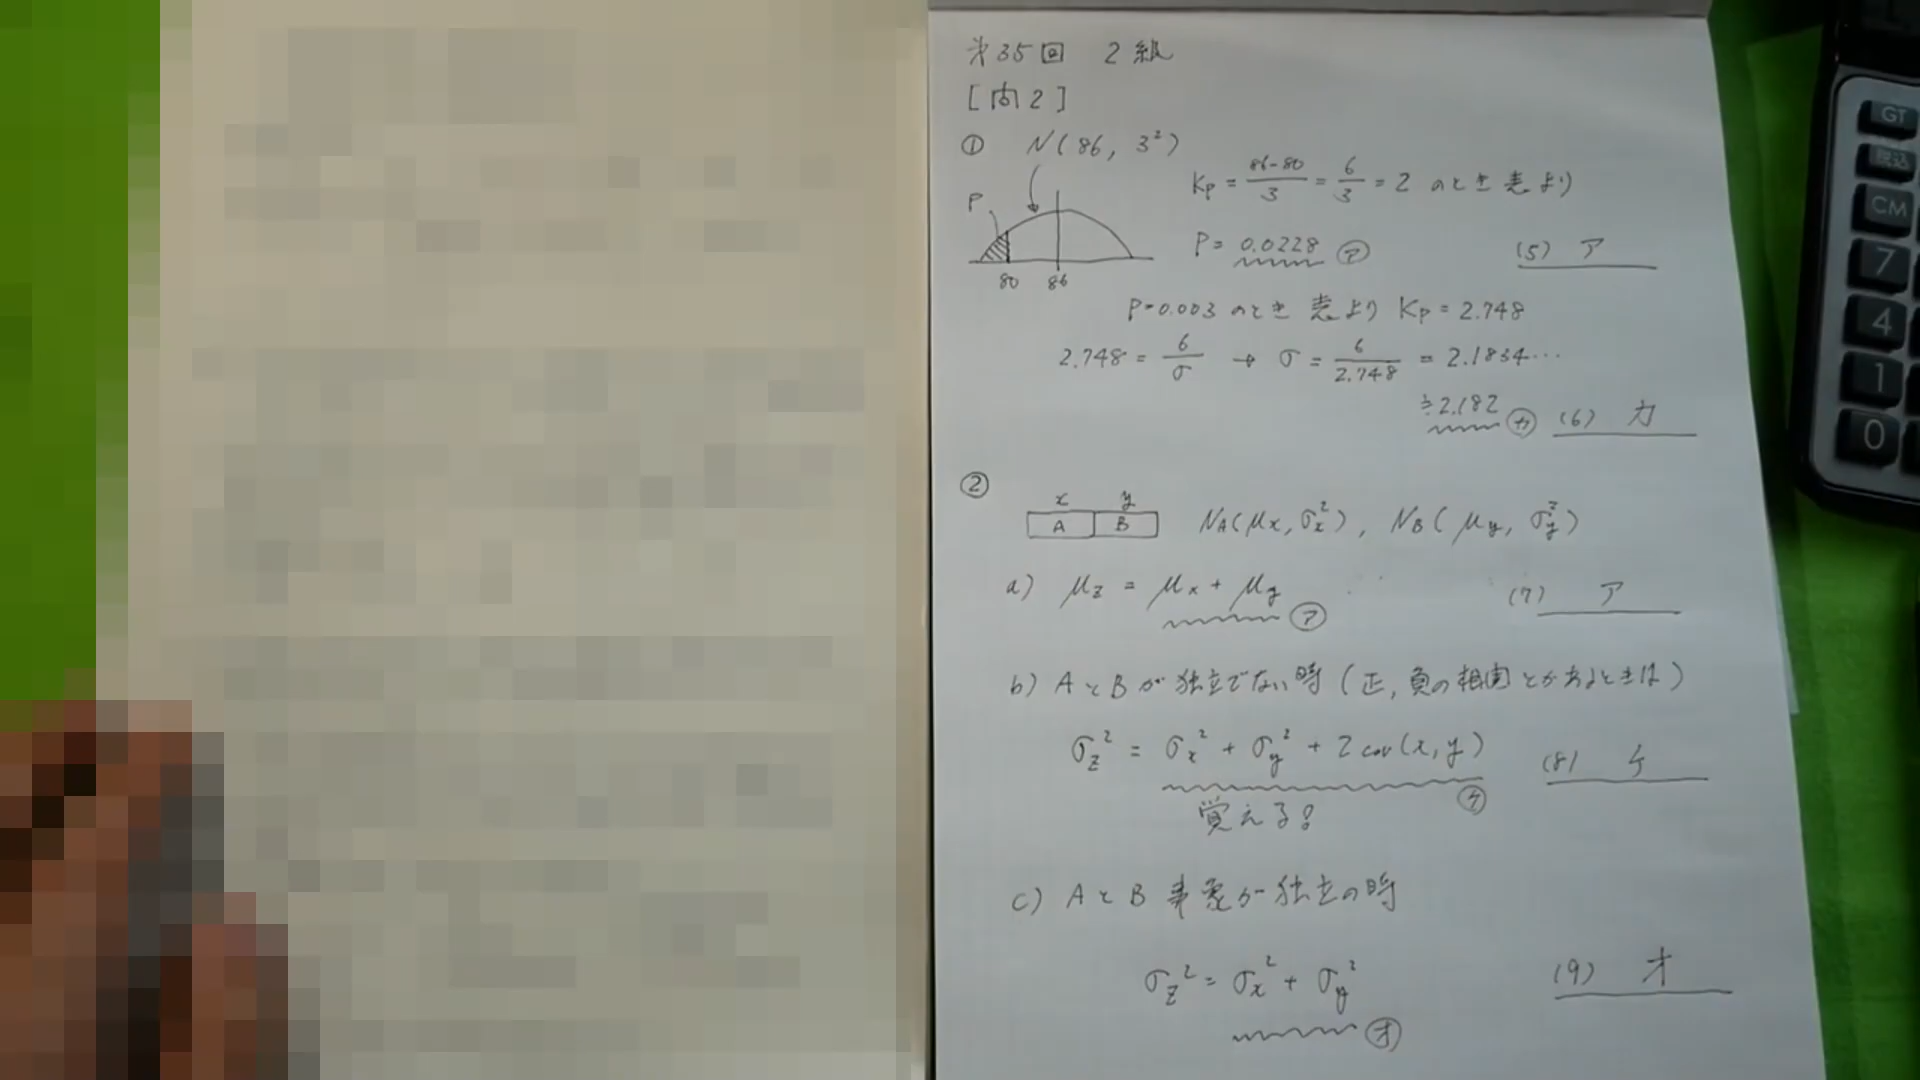 第35回 2級
[問2]
① N(86, 3²)
P
80 86
Kp = 86-80/3 = 6/3 = 2 のとき表より
P = 0.0228 ㋐ (5) ア
P=0.003 のとき 表より Kp = 2.748
2.748 = 6/σ → σ = 6/2.748 = 2.1834…
≒2.182 ㋕ (6) カ
②
x y
A B
NA(μx, σx²), NB(μy, σy²)
a) μz = μx + μy ㋐ (7) ア
b) AとBが独立でない時(正,負の相関とかあるときは)
σz² = σx² + σy² + 2cov(x, y) ㋘ (8) ケ
覚える!
c) AとB 事象が独立の時
σz² = σx² + σy² ㋔ (9) オ
GT
CM
7
4
1
0